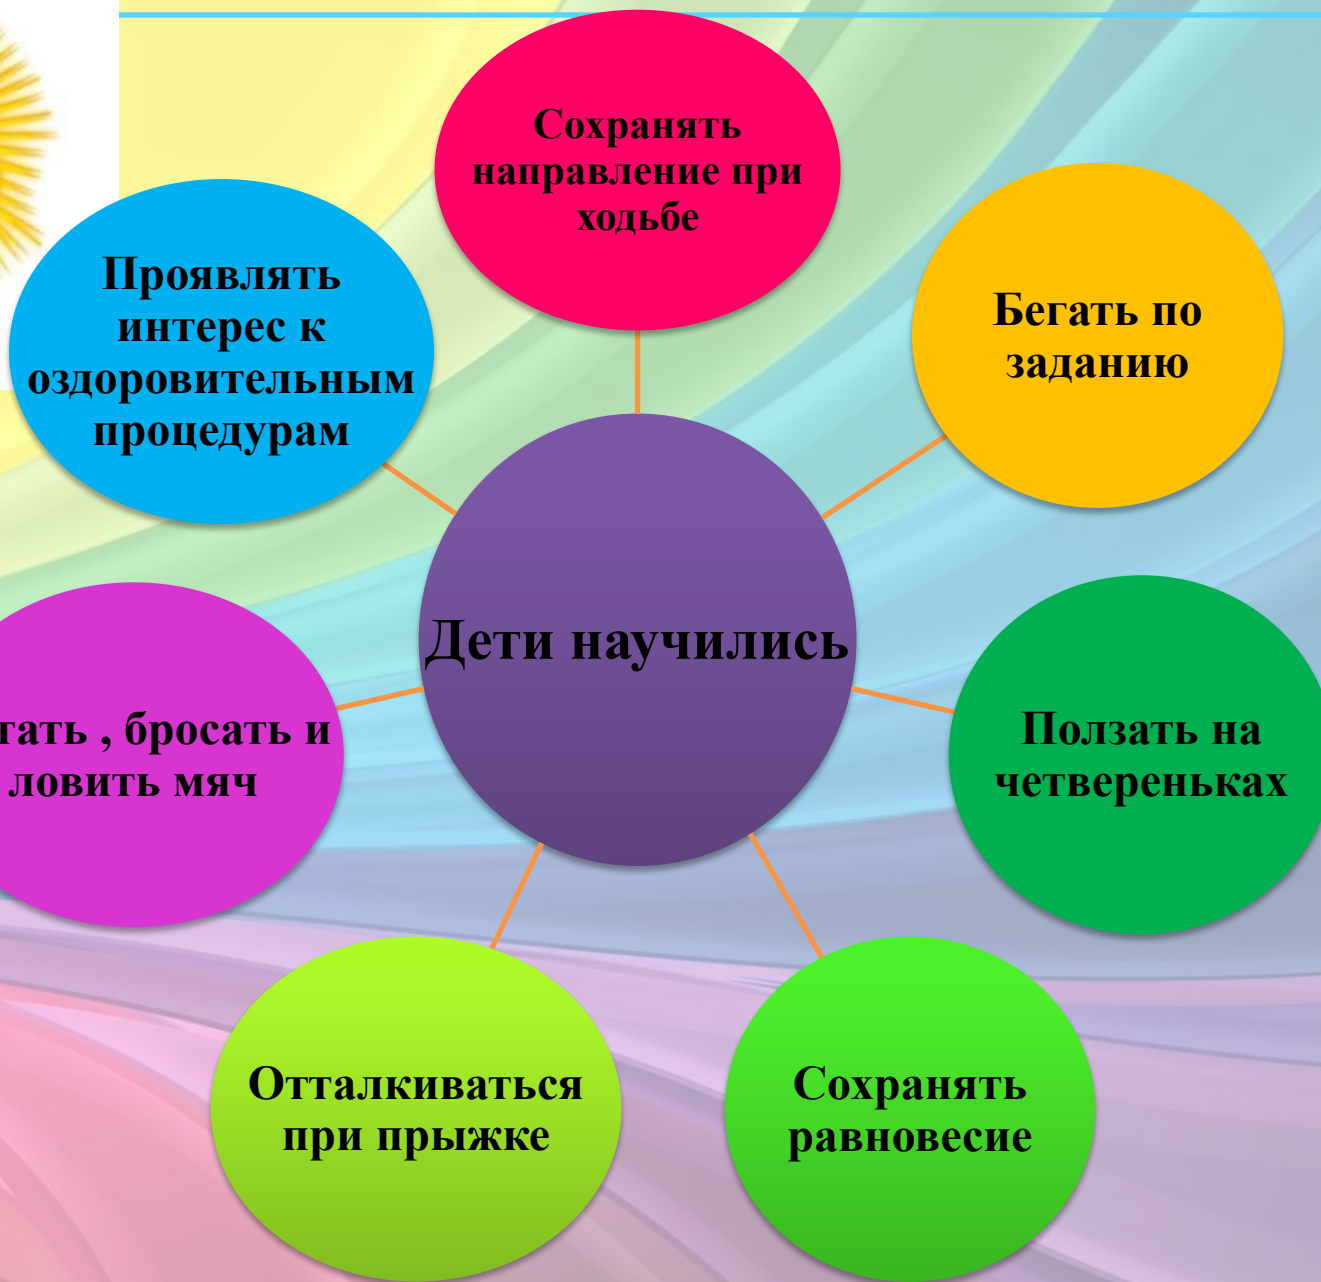 Сохранять
направление при
ходьбе
Бегать по
заданию
Проявлять
интерес к
оздоровительным
процедурам
Дети научились
Ползать на
четвереньках
, бросать и
ловить мяч
Отталкиваться
при прыжке
Сохранять
равновесие